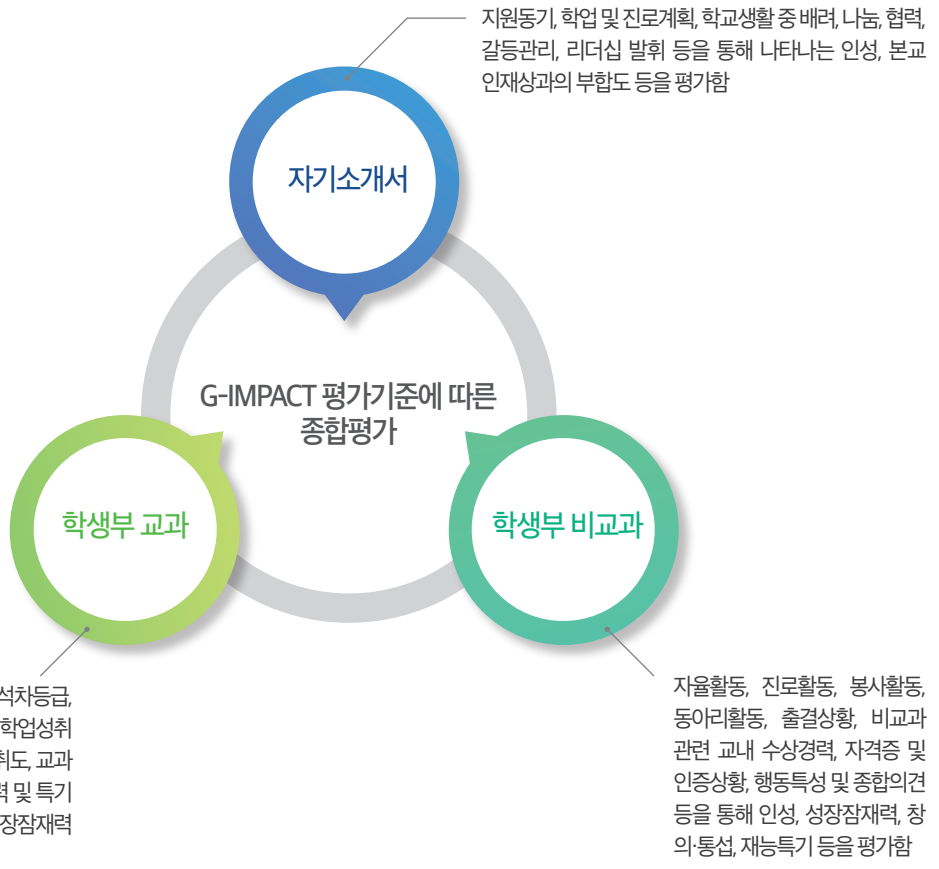 지원동기, 학업 및 진로계획, 학교생활 중 배려, 나눔, 협력,
갈등관리, 리더십 발휘 등을 통해 나타나는 인성, 본교
인재상과의 부합도 등을 평가함
자기소개서
G-IMPACT 평가기준에 따른
종합평가
학생부 교과
학생부 비교과
석차등급,
학업성취
취도, 교과
력 및 특기
장잠재력
자율활동, 진로활동, 봉사활동,
동아리활동, 출결상황, 비교과
관련 교내 수상경력, 자격증 및
인증상황, 행동특성 및 종합의견
등을 통해 인성, 성장잠재력, 창
의·통섭, 재능특기 등을 평가함